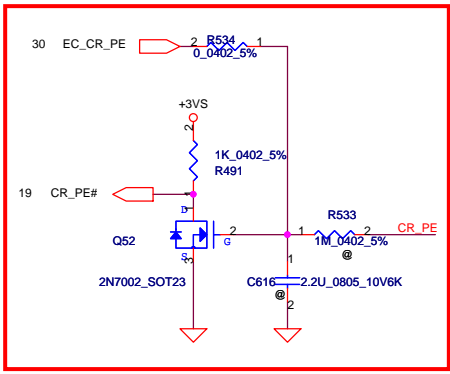 30 EC_CR_PE 2 R534 1
0_0402_5%
+3VS
2
1K_0402_5%
R491
19 CR_PE#
1
D
R533
Q52 G 2 1 2 CR_PE
1M_0402_5%
@
S
1
2N7002_SOT23 3 C616 2.2U_0805_10V6K
@
2